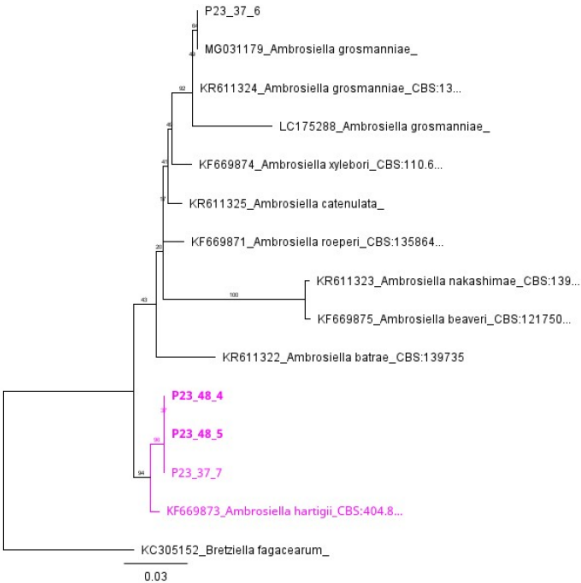 P23_37_6
MG031179_Ambrosiella grosmanniae_
KR611324_Ambrosiella grosmanniae_CBS:13...
92
LC175288_Ambrosiella grosmanniae_
KF669874_Ambrosiella xylebori_CBS:110.6...
KR611325_Ambrosiella catenulata_
KF669871_Ambrosiella roeperi_CBS:135864...
KR611323_Ambrosiella nakashimae_CBS:139...
100
KF669875_Ambrosiella beaveri_CBS:121750...
43
KR611322_Ambrosiella batrae_CBS:139735
P23_48_4
P23_48_5
P23_37_7
94
KF669873_Ambrosiella hartigii_CBS:404.8...
KC305152_Bretziella fagacearum_
0.03